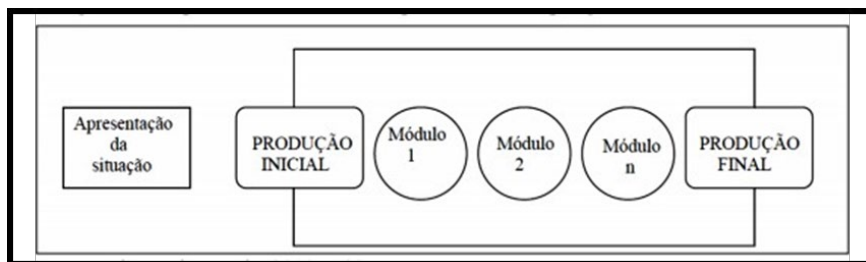 Apresentação
da
situação
PRODUÇÃO
INICIAL
Módulo
1
Módulo
2
Módulo
n
PRODUÇÃO
FINAL